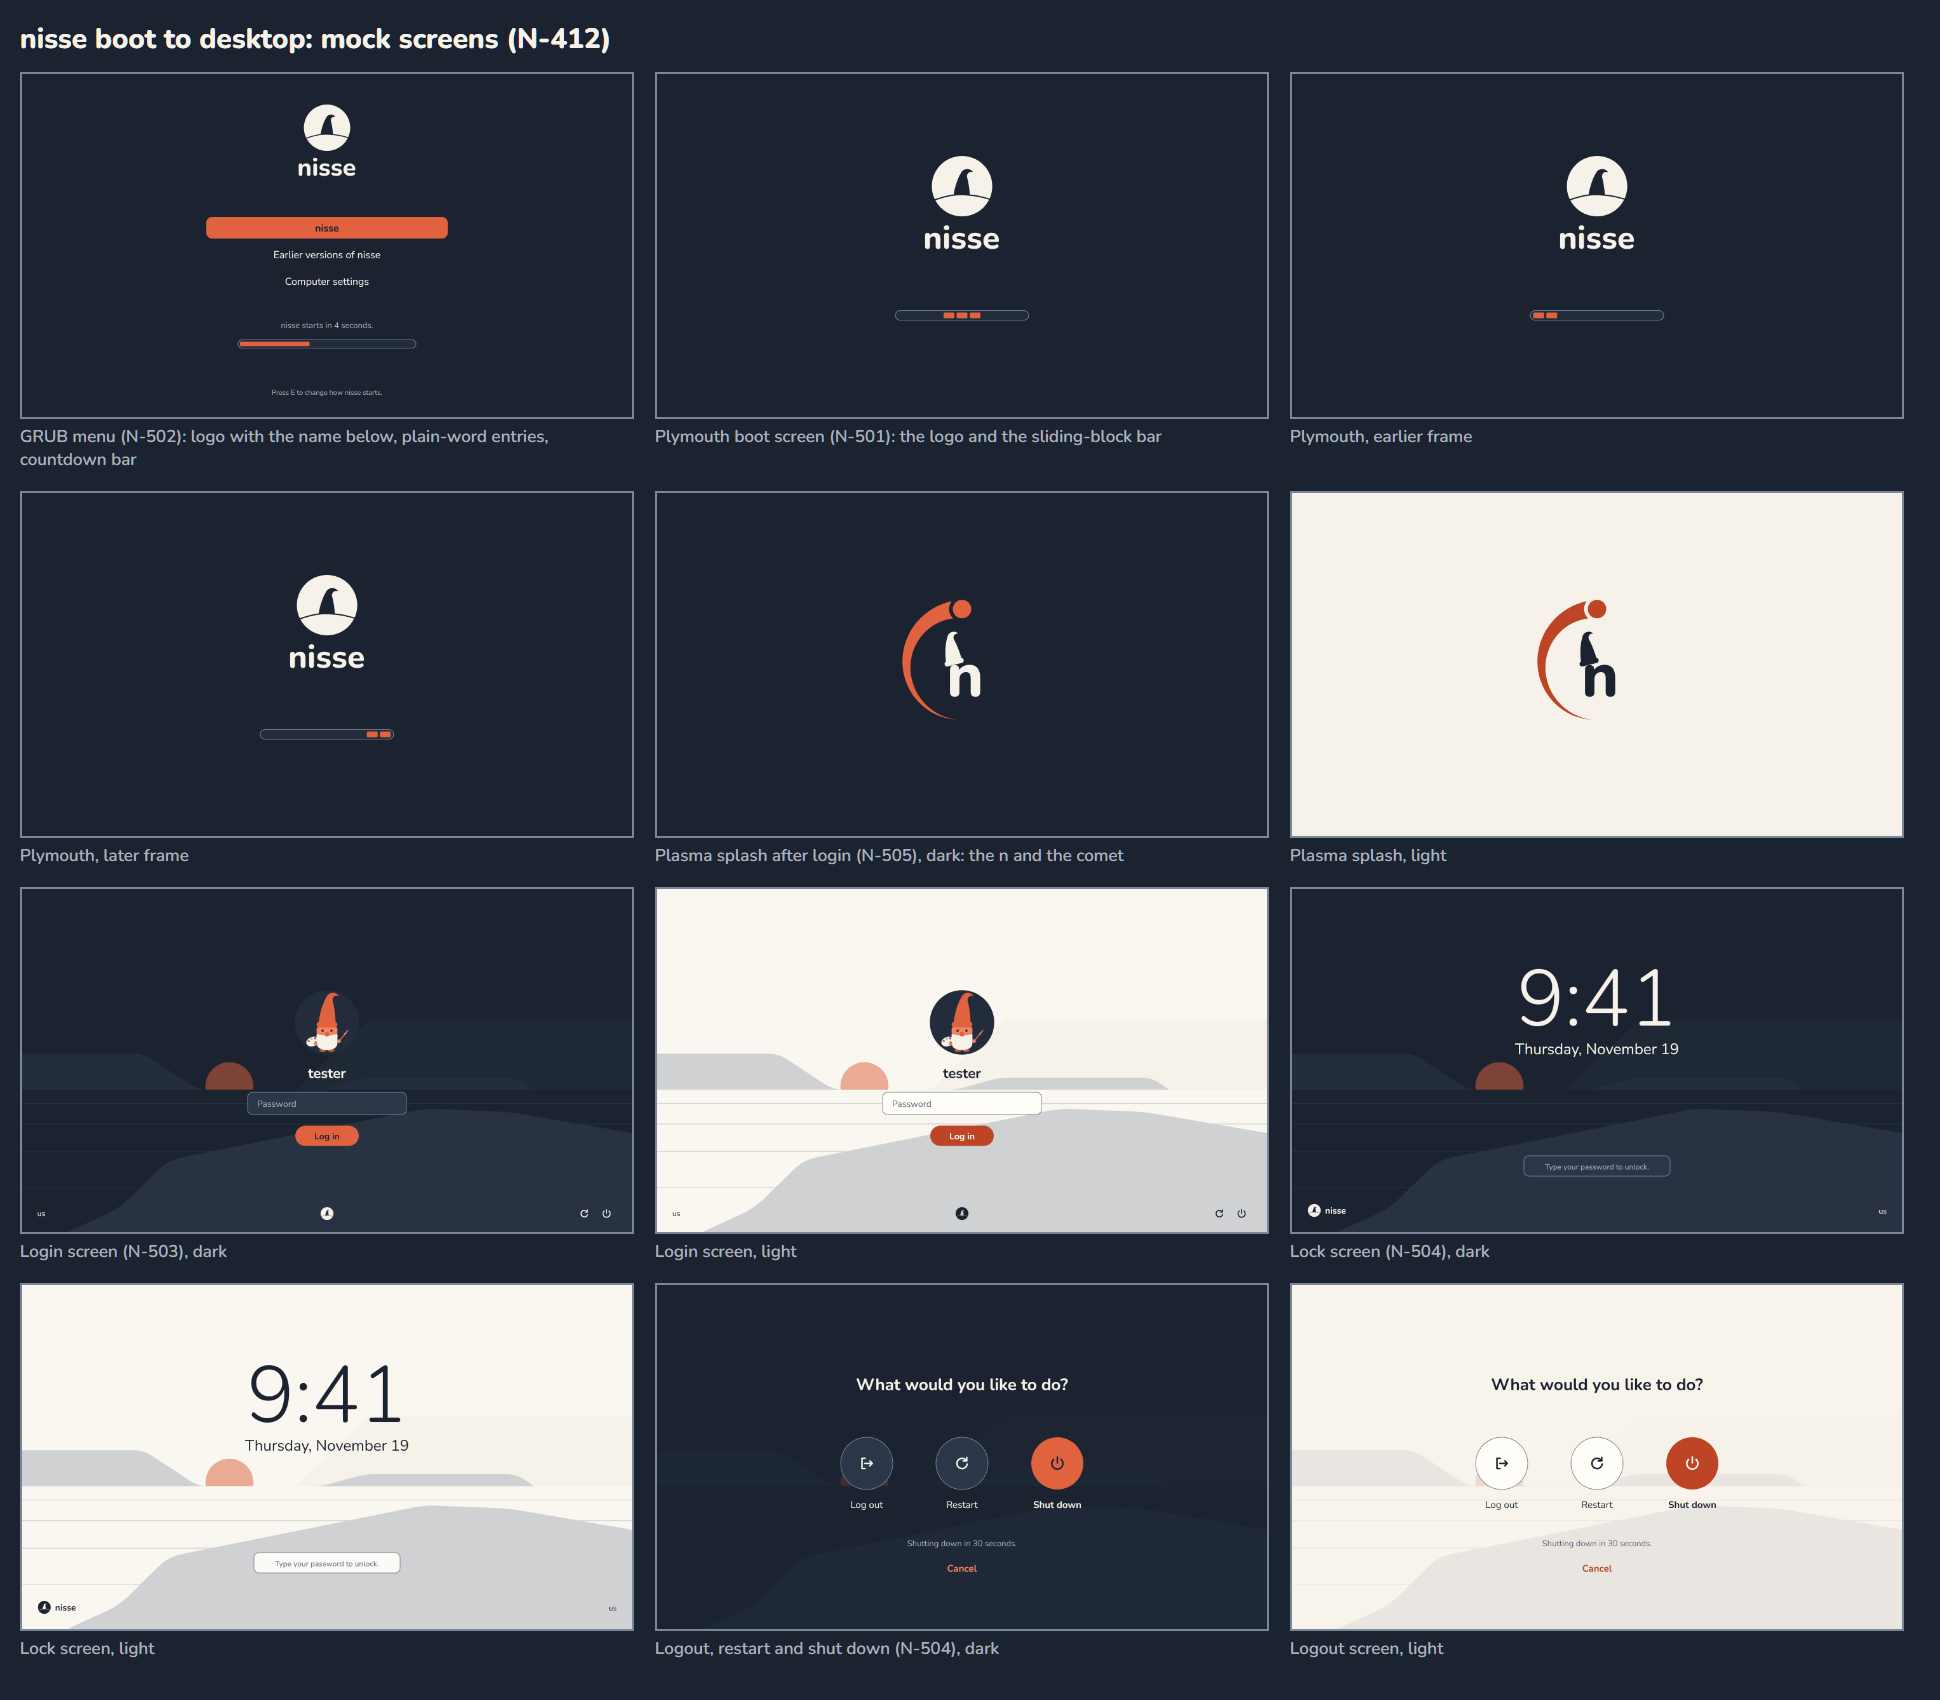 nisse boot to desktop: mock screens (N-412)
nisse
nisse
Earlier versions of nisse
Computer settings
nisse starts in 4 seconds.
Press E to change how nisse starts.
GRUB menu (N-502): logo with the name below, plain-word entries,
countdown bar
nisse
Plymouth boot screen (N-501): the logo and the sliding-block bar
nisse
Plymouth, earlier frame
nisse
Plymouth, later frame
n
Plasma splash after login (N-505), dark: the n and the comet
n
Plasma splash, light
tester
Password
Log in
us
Login screen (N-503), dark
tester
Password
Log in
us
Login screen, light
9:41
Thursday, November 19
Type your password to unlock.
nisse
us
Lock screen (N-504), dark
9:41
Thursday, November 19
Type your password to unlock.
nisse
us
Lock screen, light
What would you like to do?
Log out
Restart
Shut down
Shutting down in 30 seconds.
Cancel
Logout, restart and shut down (N-504), dark
What would you like to do?
Log out
Restart
Shut down
Shutting down in 30 seconds.
Cancel
Logout screen, light